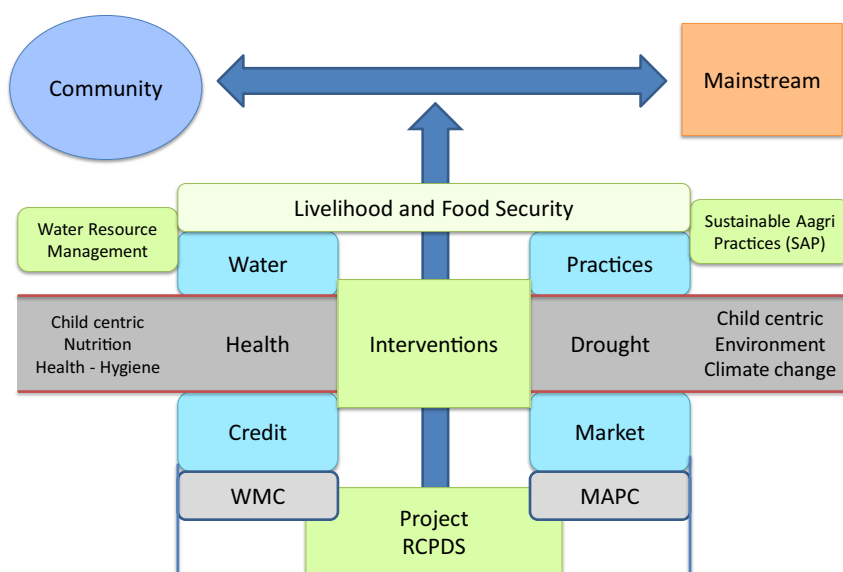 Community
Mainstream
Livelihood and Food Security
Water Resource
Management
Sustainable Aagri
Practices (SAP)
Water
Practices
Child centric
Nutrition
Health - Hygiene
Health
Interventions
Drought
Child centric
Environment
Climate change
Credit
Market
WMC
MAPC
Project
RCPDS